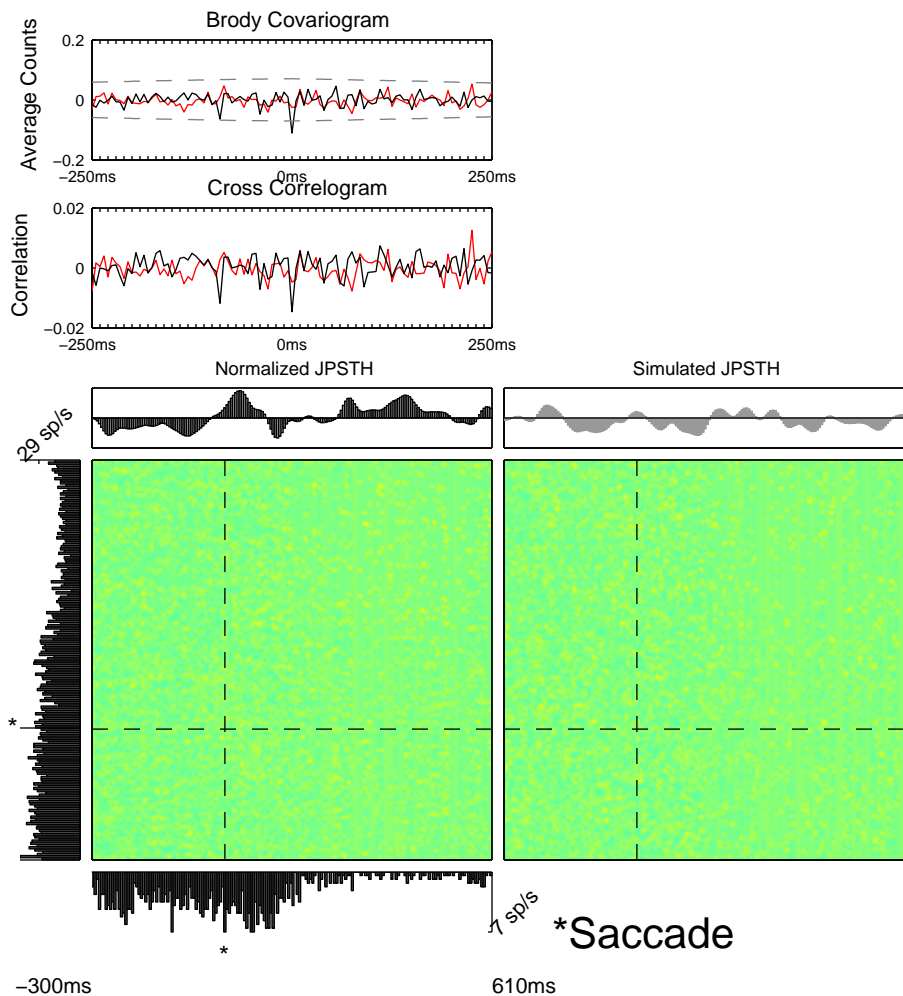 Brody Covariogram
0.2
0
−0.2
Average Counts
−250ms
0ms
250ms
Cross Correlogram
0.02
0
−0.02
Correlation
−250ms
0ms
250ms
Normalized JPSTH
Simulated JPSTH
29 sp/s
*
7 sp/s
*
*Saccade
−300ms
610ms